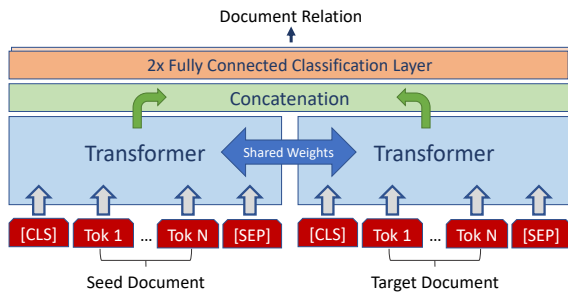 Document Relation
2x Fully Connected Classification Layer
Concatenation
Transformer Shared Weights Transformer
[CLS] Tok 1 ... Tok N [SEP] [CLS] Tok 1 ... Tok N [SEP]
Seed Document Target Document